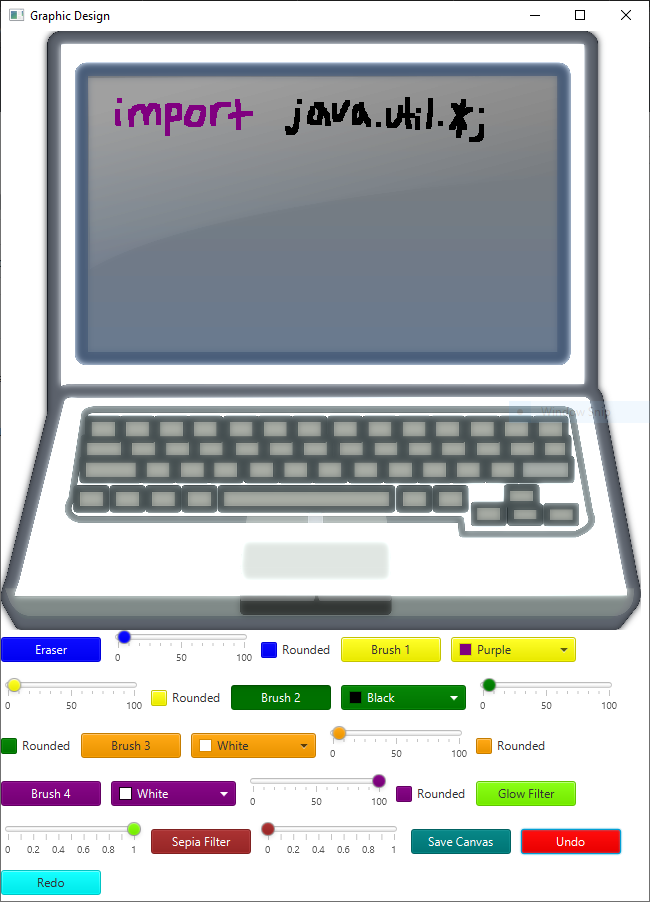 Graphic Design
import java.util.*;
Eraser 0 50 100 Rounded Brush 1 Purple
0 50 100 Rounded Brush 2 Black 0 50 100
Rounded Brush 3 White 0 50 100 Rounded
Brush 4 White 0 50 100 Rounded Glow Filter
0 0.2 0.4 0.6 0.8 1 Sepia Filter 0 0.2 0.4 0.6 0.8 1 Save Canvas Undo
Redo